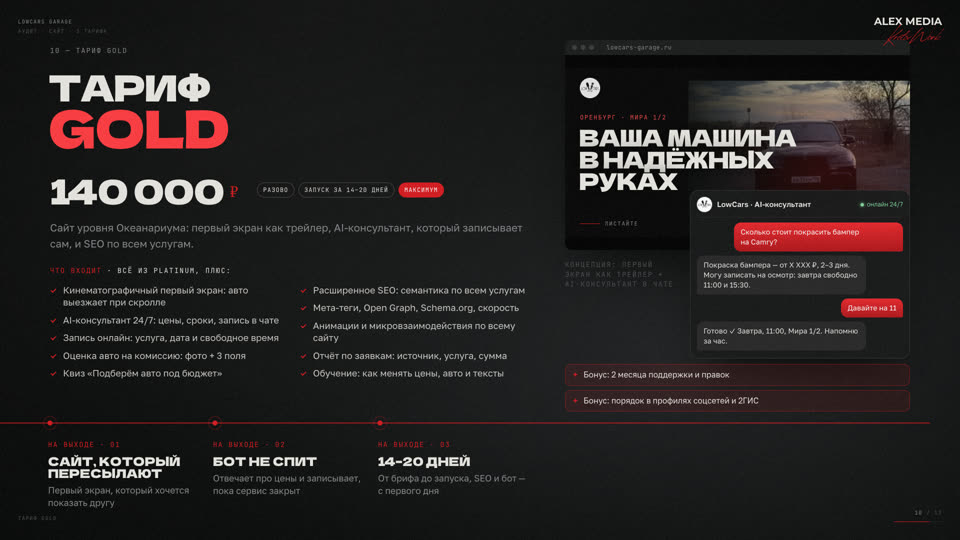 LOWCARS GARAGE
АУДИТ · САЙТ · 3 ТАРИФА
ALEX MEDIA
10 — ТАРИФ GOLD
ТАРИФ
GOLD
140 000 ₽
РАЗОВО
ЗАПУСК ЗА 14–20 ДНЕЙ
МАКСИМУМ
Сайт уровня Океанариума: первый экран как трейлер, AI-консультант, который записывает
сам, и SEO по всем услугам.
ЧТО ВХОДИТ · ВСЁ ИЗ PLATINUM, ПЛЮС:
✓ Кинематографичный первый экран: авто
выезжает при скролле
✓ AI-консультант 24/7: цены, сроки, запись в чате
✓ Запись онлайн: услуга, дата и свободное время
✓ Оценка авто на комиссию: фото + 3 поля
✓ Квиз «Подберём авто под бюджет»
✓ Расширенное SEO: семантика по всем услугам
✓ Мета-теги, Open Graph, Schema.org, скорость
✓ Анимации и микровзаимодействия по всему
сайту
✓ Отчёт по заявкам: источник, услуга, сумма
✓ Обучение: как менять цены, авто и тексты
lowcars-garage.ru
ОРЕНБУРГ · МИРА 1/2
ВАША МАШИНА
В НАДЁЖНЫХ
РУКАХ
ЛИСТАЙТЕ
LowCars · AI-консультант
онлайн 24/7
Сколько стоит покрасить бампер
на Camry?
Покраска бампера — от X XXX ₽, 2–3 дня.
Могу записать на осмотр: завтра свободно
11:00 и 15:30.
Давайте на 11
Готово ✓ Завтра, 11:00, Мира 1/2. Напомню
за час.
КОНЦЕПЦИЯ: ПЕРВЫЙ
ЭКРАН КАК ТРЕЙЛЕР +
AI-КОНСУЛЬТАНТ В ЧАТЕ
+ Бонус: 2 месяца поддержки и правок
+ Бонус: порядок в профилях соцсетей и 2ГИС
НА ВЫХОДЕ · 01
САЙТ, КОТОРЫЙ
ПЕРЕСЫЛАЮТ
Первый экран, который хочется
показать другу
НА ВЫХОДЕ · 02
БОТ НЕ СПИТ
Отвечает про цены и записывает,
пока сервис закрыт
НА ВЫХОДЕ · 03
14–20 ДНЕЙ
От брифа до запуска, SEO и бот —
с первого дня
ТАРИФ GOLD
10 / 12